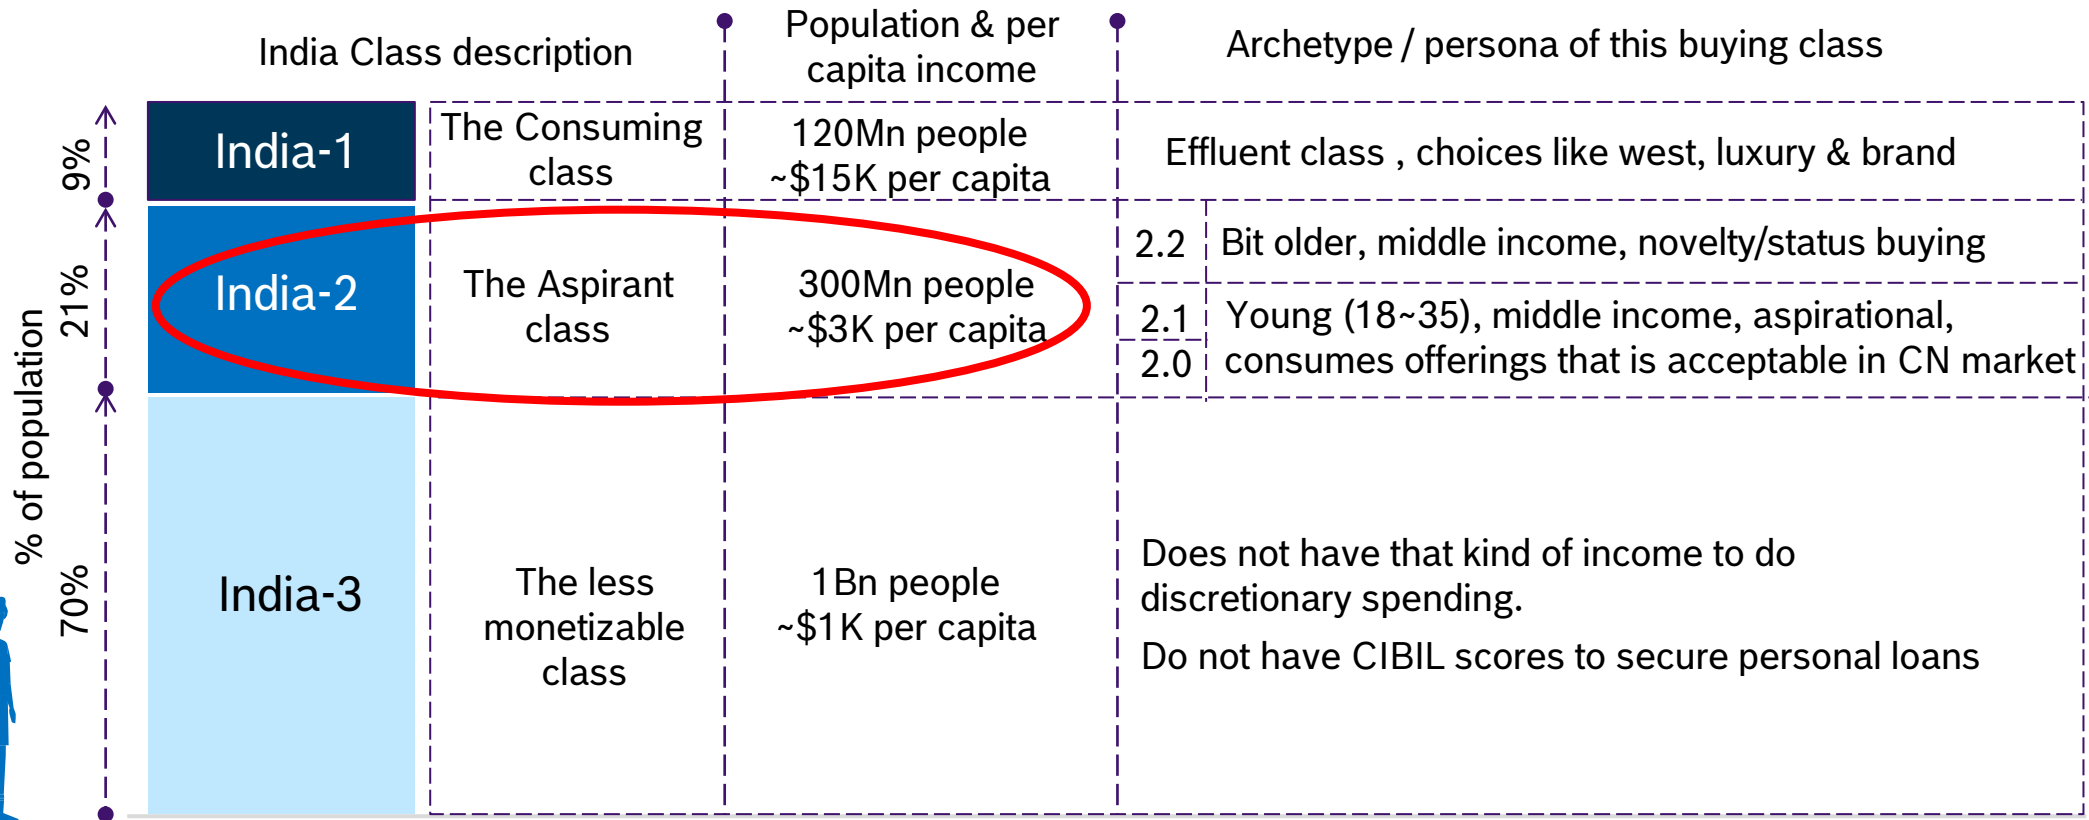 India Class description
Population & per
capita income
Archetype / persona of this buying class
% of population
9%
India-1
The Consuming
class
120Mn people
~$15K per capita
Effluent class , choices like west, luxury & brand
21%
India-2
The Aspirant
class
300Mn people
~$3K per capita
2.2
Bit older, middle income, novelty/status buying
2.1
2.0
Young (18~35), middle income, aspirational,
consumes offerings that is acceptable in CN market
70%
India-3
The less
monetizable
class
1Bn people
~$1K per capita
Does not have that kind of income to do
discretionary spending.
Do not have CIBIL scores to secure personal loans